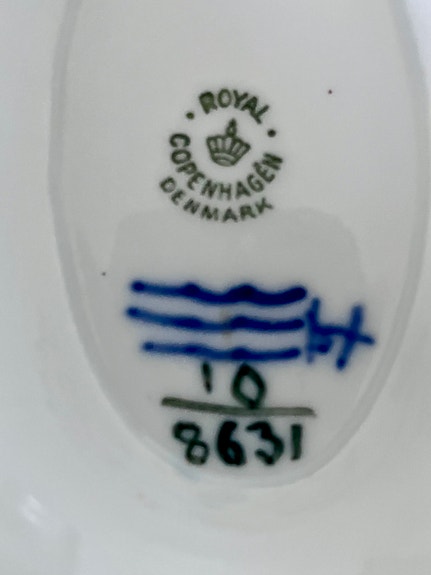 · ROYAL ·
COPENHAGEN
DENMARK
10
8631